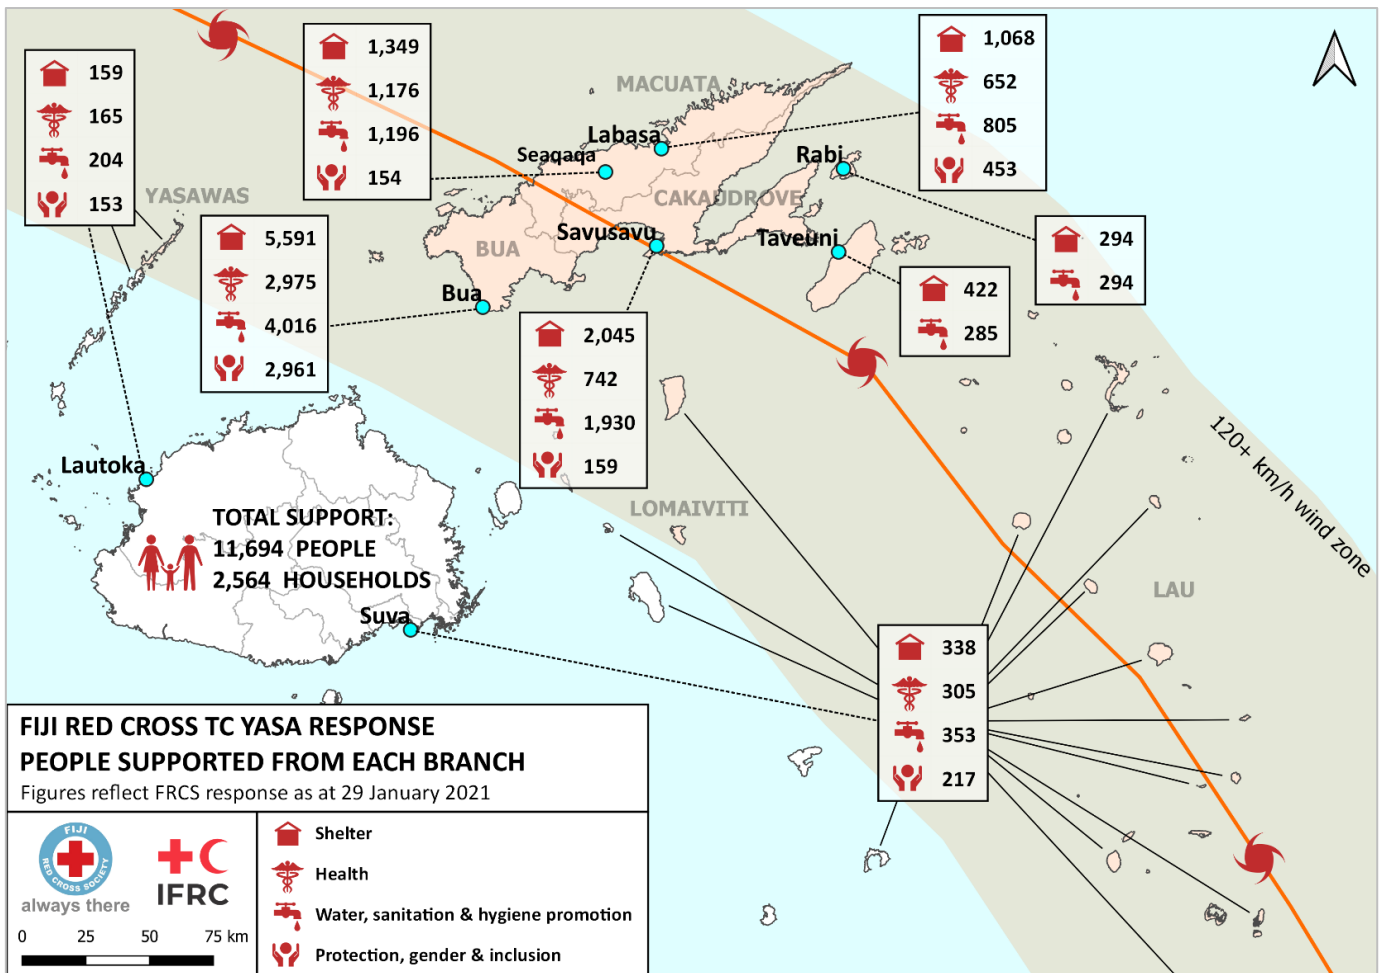 159
165
204
153
1,349
1,176
1,196
154
1,068
652
805
453
MACUATA
Labasa
Seaqaqa
Rabi
YASAWAS
CAKAUDROVE
5,591
2,975
4,016
2,961
BUA
Savusavu
Taveuni
294
294
422
285
Bua
2,045
742
1,930
159
120+ km/h wind zone
Lautoka
LOMAIVITI
TOTAL SUPPORT:
11,694 PEOPLE
2,564 HOUSEHOLDS
LAU
Suva
338
305
353
217
FIJI RED CROSS TC YASA RESPONSE
PEOPLE SUPPORTED FROM EACH BRANCH
Figures reflect FRCS response as at 29 January 2021
FIJI
RED CROSS SOCIETY
always there
IFRC
Shelter
Health
Water, sanitation & hygiene promotion
Protection, gender & inclusion
0 25 50 75 km